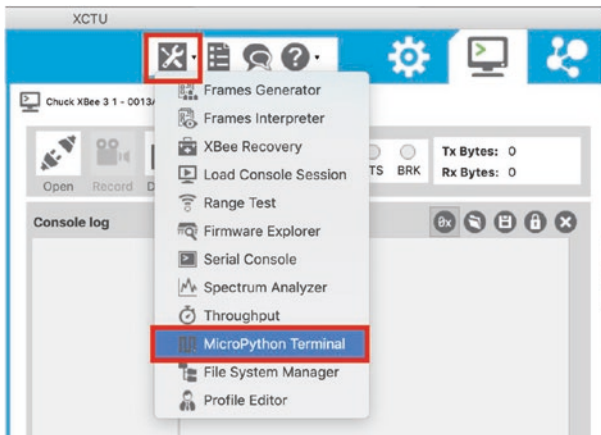 XCTU
Chuck XBee 3 1 - 0013
Frames Generator
Frames Interpreter
XBee Recovery
Load Console Session
Range Test
Firmware Explorer
Serial Console
Spectrum Analyzer
Throughput
MicroPython Terminal
File System Manager
Profile Editor
Open
Record
D
TS
BRK
Tx Bytes: 0
Rx Bytes: 0
Console log